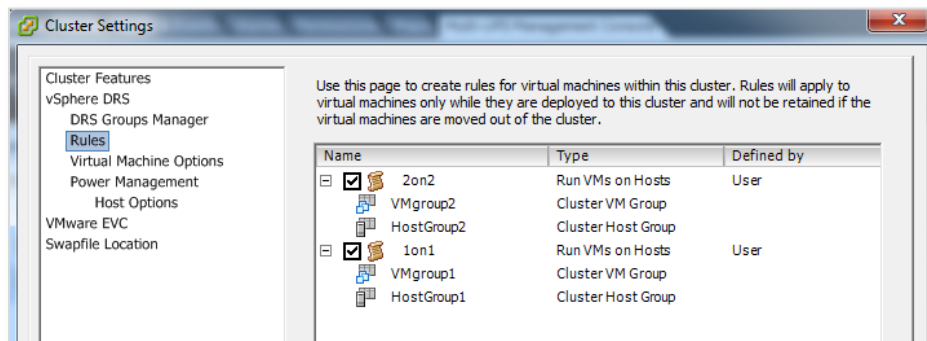 Cluster Settings
Cluster Features
vSphere DRS
DRS Groups Manager
Rules
Virtual Machine Options
Power Management
Host Options
VMware EVC
Swapfile Location
Use this page to create rules for virtual machines within this cluster. Rules will apply to
virtual machines only while they are deployed to this cluster and will not be retained if the
virtual machines are moved out of the cluster.
Name Type Defined by
2on2 Run VMs on Hosts User
VMgroup2 Cluster VM Group
HostGroup2 Cluster Host Group
1on1 Run VMs on Hosts User
VMgroup1 Cluster VM Group
HostGroup1 Cluster Host Group